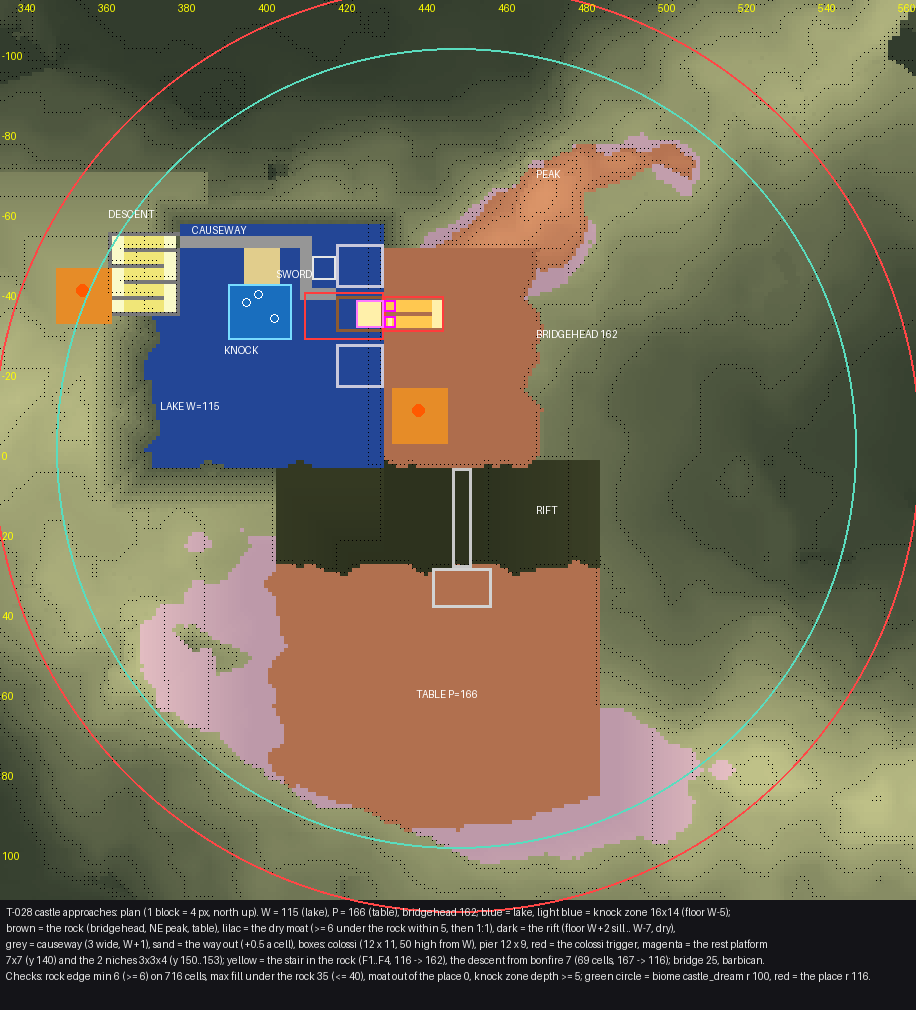 340 360 380 400 420 440 460 480 500 520 540 560
-100
-80
PEAK
-60
DESCENT
CAUSEWAY
SWORD
-40
BRIDGEHEAD 162
KNOCK
-20
LAKE W=115
0
RIFT
20
40
60
TABLE P=166
80
100
T-028 castle approaches: plan (1 block = 4 px, north up). W = 115 (lake), P = 166 (table), bridgehead 162; blue = lake, light blue = knock zone 16x14 (floor W-5);
brown = the rock (bridgehead, NE peak, table), lilac = the dry moat (>= 6 under the rock within 5, then 1:1), dark = the rift (floor W+2 sill .. W-7, dry),
grey = causeway (3 wide, W+1), sand = the way out (+0.5 a cell), boxes: colossi (12 x 11, 50 high from W), pier 12 x 9, red = the colossi trigger, magenta = the rest platform
7x7 (y 140) and the 2 niches 3x3x4 (y 150..153); yellow = the stair in the rock (F1..F4, 116 -> 162), the descent from bonfire 7 (69 cells, 167 -> 116); bridge 25, barbican.
Checks: rock edge min 6 (>= 6) on 716 cells, max fill under the rock 35 (<= 40), moat out of the place 0, knock zone depth >= 5; green circle = biome castle_dream r 100, red = the place r 116.